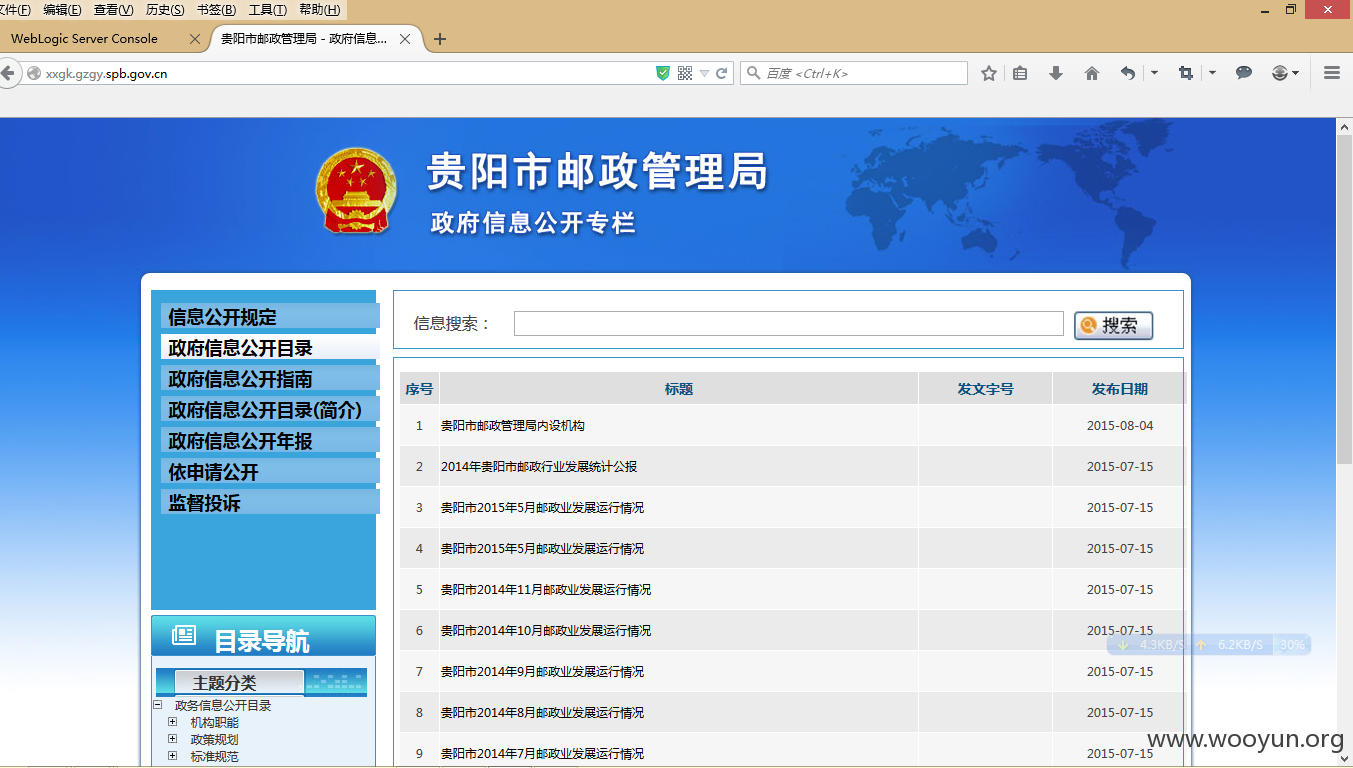 文件(F) 编辑(E) 查看(V) 历史(S) 书签(B) 工具(T) 帮助(H)
WebLogic Server Console
贵阳市邮政管理局 - 政府信息...
xxgk.gzgy.spb.gov.cn
百度 <Ctrl+K>
贵阳市邮政管理局
政府信息公开专栏
信息公开规定
政府信息公开目录
政府信息公开指南
政府信息公开目录(简介)
政府信息公开年报
依申请公开
监督投诉
目录导航
主题分类
政务信息公开目录
机构职能
政策规划
标准规范
信息搜索：
搜索
序号 标题 发文字号 发布日期
1 贵阳市邮政管理局内设机构 2015-08-04
2 2014年贵阳市邮政行业发展统计公报 2015-07-15
3 贵阳市2015年5月邮政业发展运行情况 2015-07-15
4 贵阳市2015年5月邮政业发展运行情况 2015-07-15
5 贵阳市2014年11月邮政业发展运行情况 2015-07-15
6 贵阳市2014年10月邮政业发展运行情况 2015-07-15
7 贵阳市2014年9月邮政业发展运行情况 2015-07-15
8 贵阳市2014年8月邮政业发展运行情况 2015-07-15
9 贵阳市2014年7月邮政业发展运行情况 2015-07-15
4.3KB/S 6.2KB/S 30%
www.wooyun.org